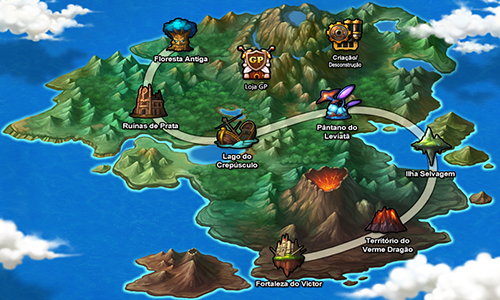 Floresta Antiga
GP
Loja GP
Criação/
Desconstrução
Ruínas de Prata
Lago do
Crepúsculo
Pântano do
Leviatã
Ilha Selvagem
Território do
Verme Dragão
Fortaleza do Victor